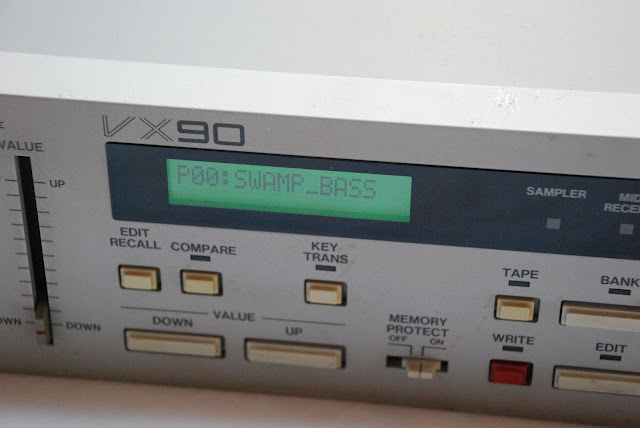 VX90
P00:SWAMP_BASS
VALUE
UP
DOWN
SAMPLER
EDIT
RECALL
COMPARE
KEY
TRANS
TAPE
BANK
DOWN
VALUE
UP
MEMORY
PROTECT
OFF
ON
WRITE
EDIT